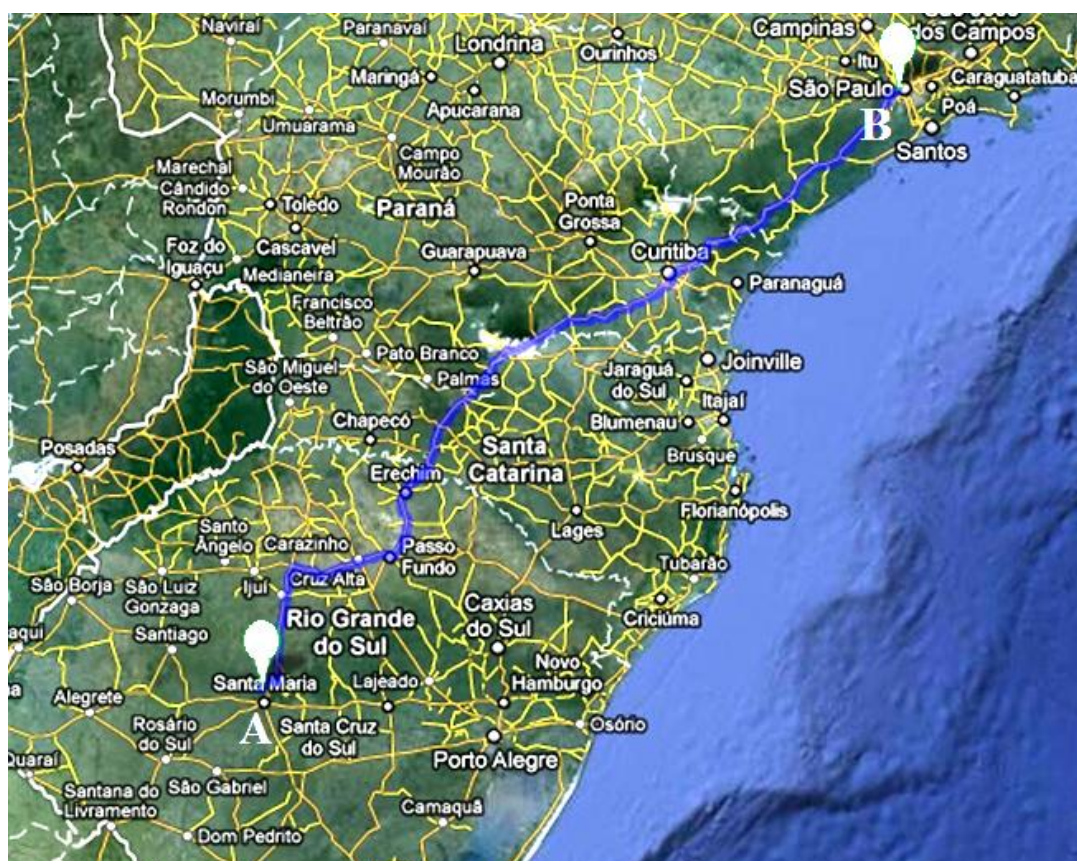 Naviraí
Paranavaí
Londrina
Ourinhos
Campinas
dos Campos
Itu
Maringá
São Paulo
Caraguatatuba
Apucarana
Poá
Morumbi
Umuarama
B
Santos
Campo
Mourão
Marechal
Cândido
Rondon
Toledo
Paraná
Ponta
Grossa
Cascavel
Guarapuava
Curitiba
Foz do
Iguaçu
Medianeira
Paranaguá
Francisco
Beltrão
Pato Branco
Joinville
São Miguel
do Oeste
Palmas
Jaraguá
do Sul
Itajaí
Chapecó
Blumenau
Posadas
Santa
Catarina
Brusque
Erechim
Florianópolis
Lages
Santo
Ângelo
Carazinho
Passo
Fundo
Tubarão
São Borja
São Luiz
Gonzaga
Ijuí
Cruz Alta
Caxias
do Sul
Criciúma
Rio Grande
do Sul
aqui
Santiago
Novo
Hamburgo
Santa Maria
Lajeado
Alegrete
A
Santa Cruz
do Sul
Osório
Rosário
do Sul
Porto Alegre
Quaraí
São Gabriel
Santana do
Livramento
Camaquã
Dom Pedrito